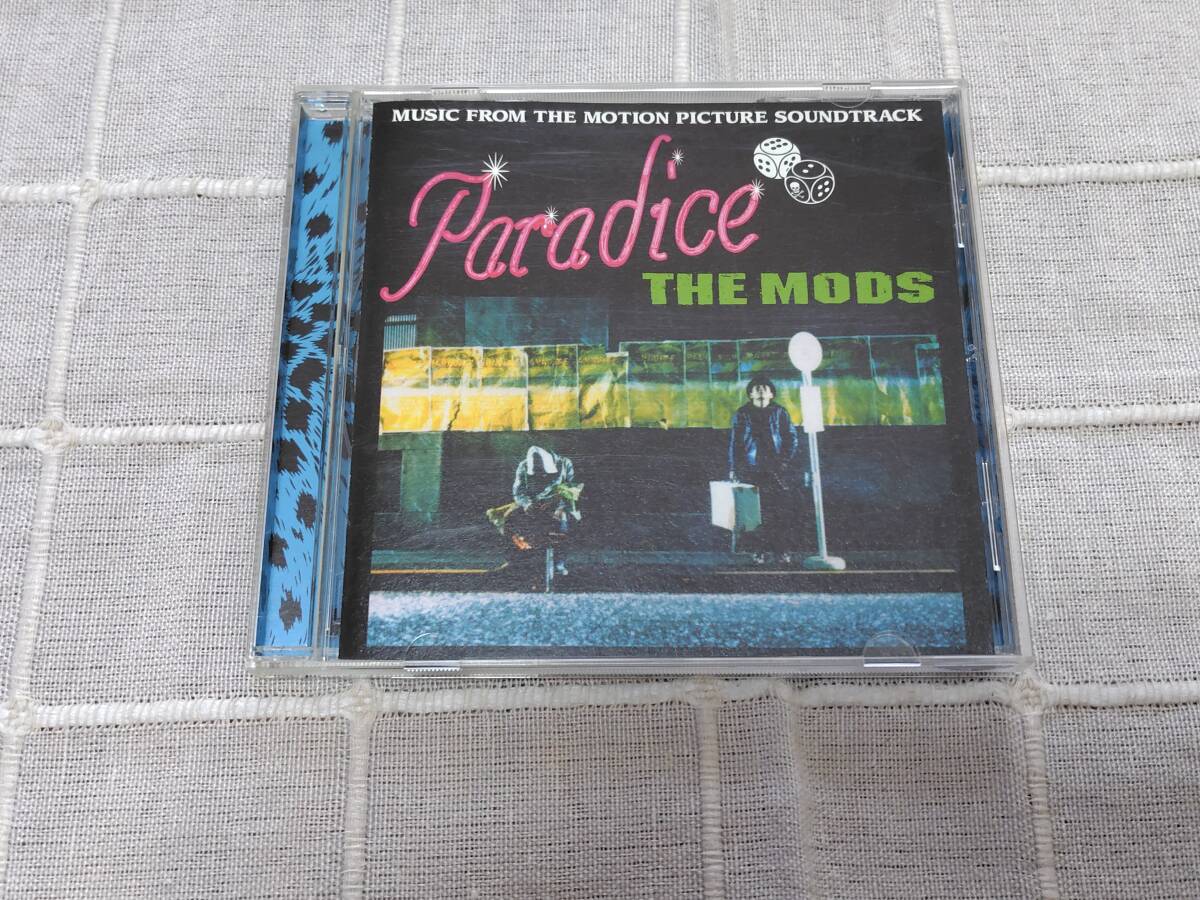 MUSIC FROM THE MOTION PICTURE SOUNDTRACK
Paradice
THE MODS